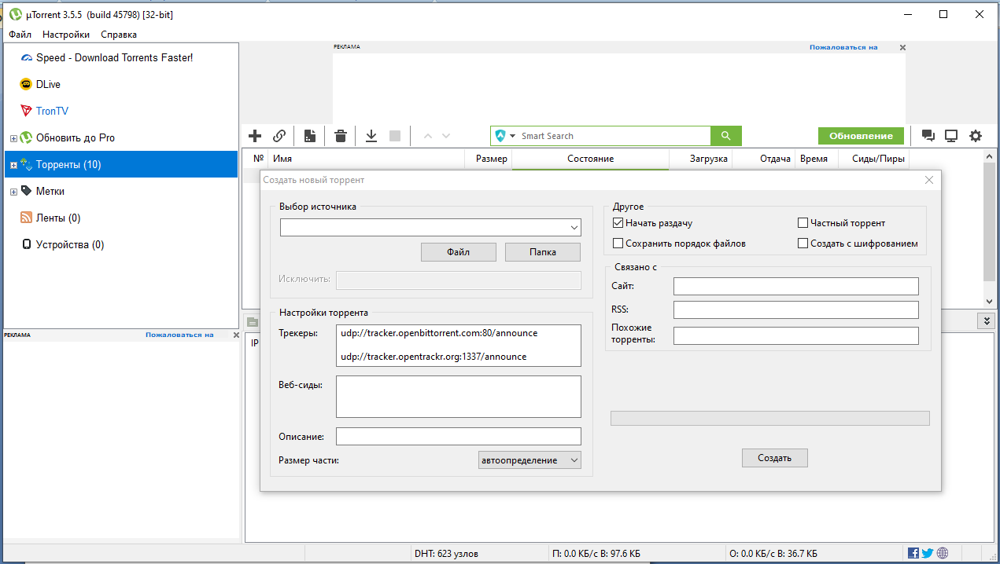 µTorrent 3.5.5 (build 45798) [32-bit]
Файл Настройки Справка
Speed - Download Torrents Faster!
DLive
TronTV
Обновить до Pro
Торренты (10)
Метки
Ленты (0)
Устройства (0)
РЕКЛАМА Пожаловаться на
РЕКЛАМА Пожаловаться на
Smart Search
Обновление
№ Имя Размер Состояние Загрузка Отдача Время Сиды/Пиры
IP
Создать новый торрент
Выбор источника
Файл Папка
Исключить:
Настройки торрента
Трекеры:
udp://tracker.openbittorrent.com:80/announce
udp://tracker.opentrackr.org:1337/announce
Веб-сиды:
Описание:
Размер части: автоопределение
Другое
Начать раздачу Частный торрент
Сохранить порядок файлов Создать с шифрованием
Связано с
Сайт:
RSS:
Похожие
торренты:
Создать
DHT: 623 узлов П: 0.0 КБ/с В: 97.6 КБ О: 0.0 КБ/с В: 36.7 КБ